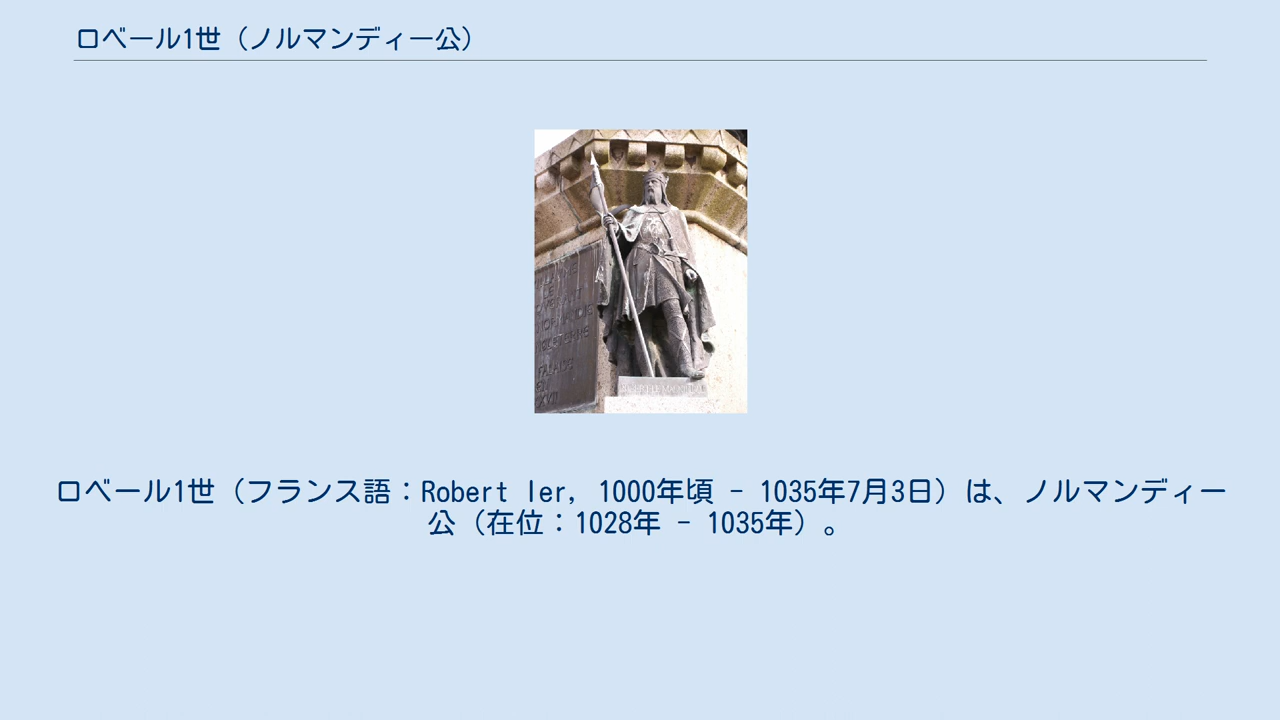 ロベール1世（ノルマンディー公）
FALAISE
EN
ロベール1世（フランス語：Robert Ier, 1000年頃 - 1035年7月3日）は、ノルマンディー
公（在位：1028年 - 1035年）。